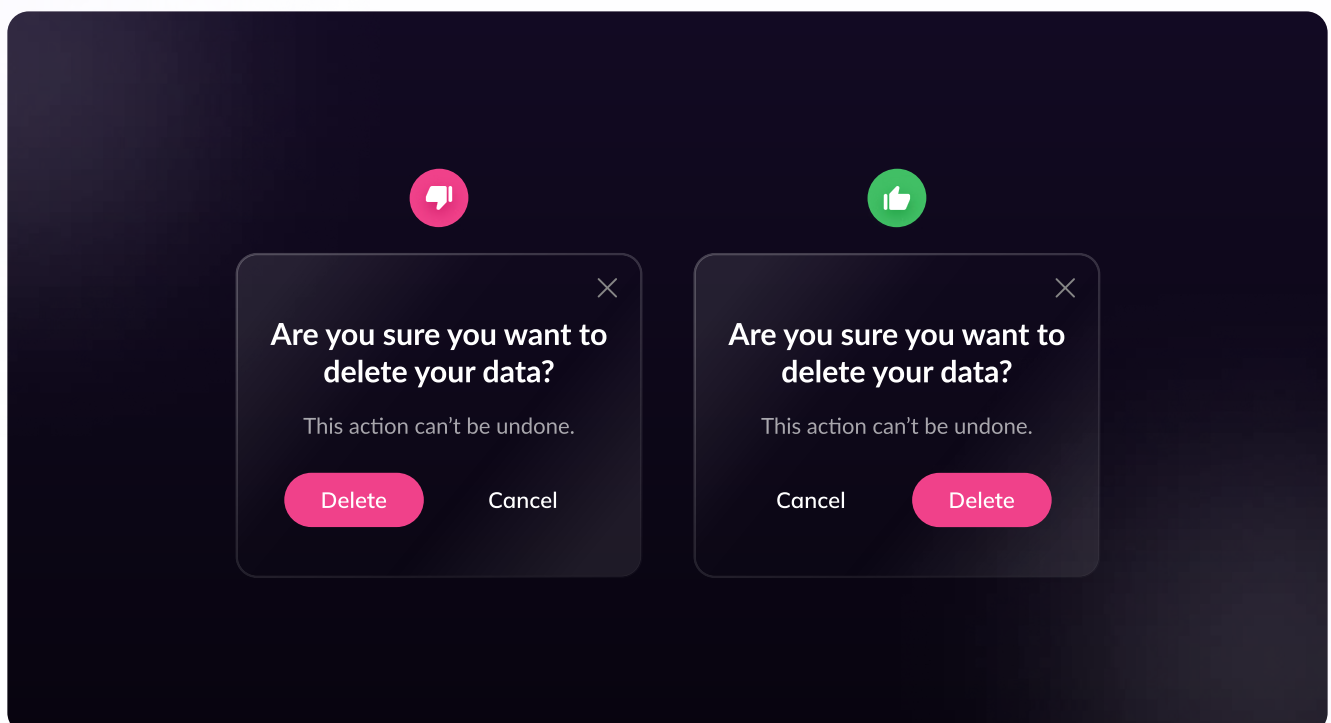 Are you sure you want to
delete your data?
This action can’t be undone.
Delete
Cancel
Are you sure you want to
delete your data?
This action can’t be undone.
Cancel
Delete